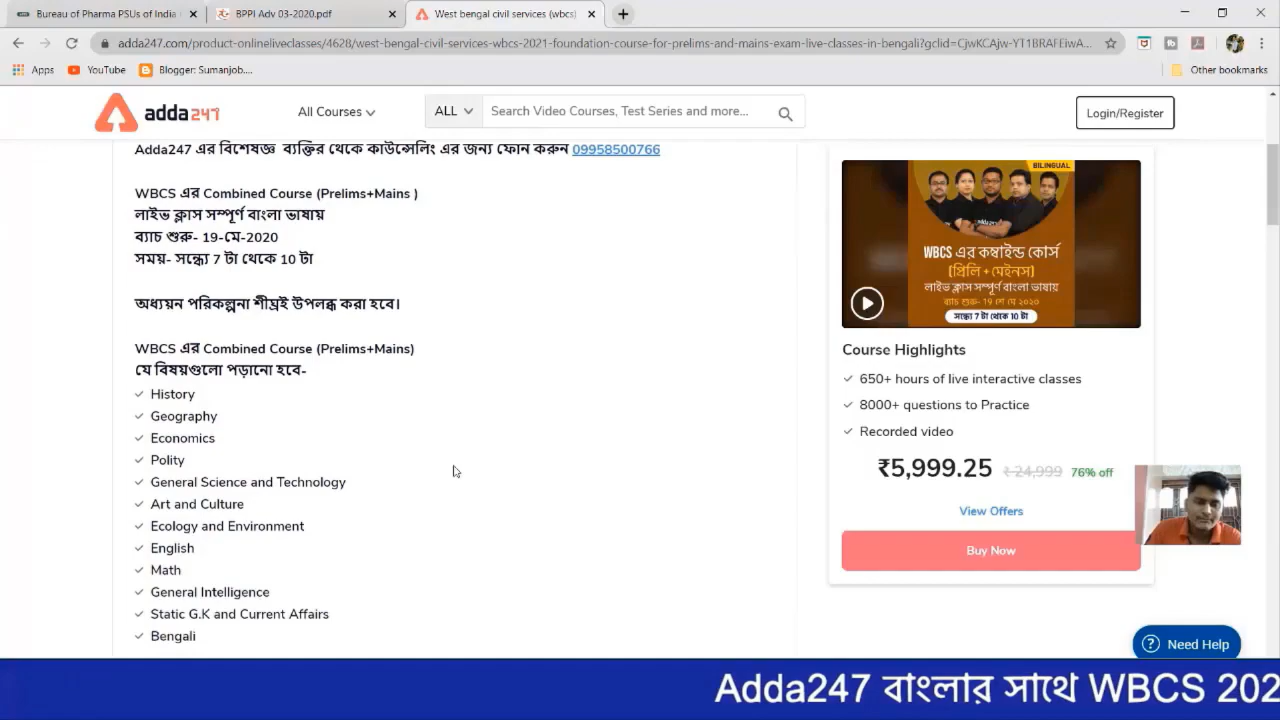 Bureau of Pharma PSUs of India
BPPI Adv 03-2020.pdf
West bengal civil services (wbcs)
adda247.com/product-onlineliveclasses/4628/west-bengal-civil-services-wbcs-2021-foundation-course-for-prelims-and-mains-exam-live-classes-in-bengali?gclid=CjwKCAjw-YT1BRAFEiwA...
Apps
YouTube
Blogger: Sumanjob....
Other bookmarks
adda247
All Courses
ALL
Search Video Courses, Test Series and more...
Login/Register
Adda247 এর বিশেষজ্ঞ ব্যক্তির থেকে কাউন্সেলিং এর জন্য ফোন করুন 09958500766
WBCS এর Combined Course (Prelims+Mains )
লাইভ ক্লাস সম্পূর্ণ বাংলা ভাষায়
ব্যাচ শুরু- 19-মে-2020
সময়- সন্ধ্যে 7 টা থেকে 10 টা
অধ্যয়ন পরিকল্পনা শীঘ্রই উপলব্ধ করা হবে।
WBCS এর Combined Course (Prelims+Mains)
যে বিষয়গুলো পড়ানো হবে-
History
Geography
Economics
Polity
General Science and Technology
Art and Culture
Ecology and Environment
English
Math
General Intelligence
Static G.K and Current Affairs
Bengali
BILINGUAL
WBCS এর কম্বাইন্ড কোর্স
(প্রিলি + মেইনস)
লাইভ ক্লাস সম্পূর্ণ বাংলা ভাষায়
ব্যাচ শুরু- 19 শে মে 2020
সন্ধ্যে 7 টা থেকে 10 টা
Course Highlights
650+ hours of live interactive classes
8000+ questions to Practice
Recorded video
₹5,999.25 ₹ 24,999 76% off
View Offers
Buy Now
Need Help
Adda247 বাংলার সাথে WBCS 202